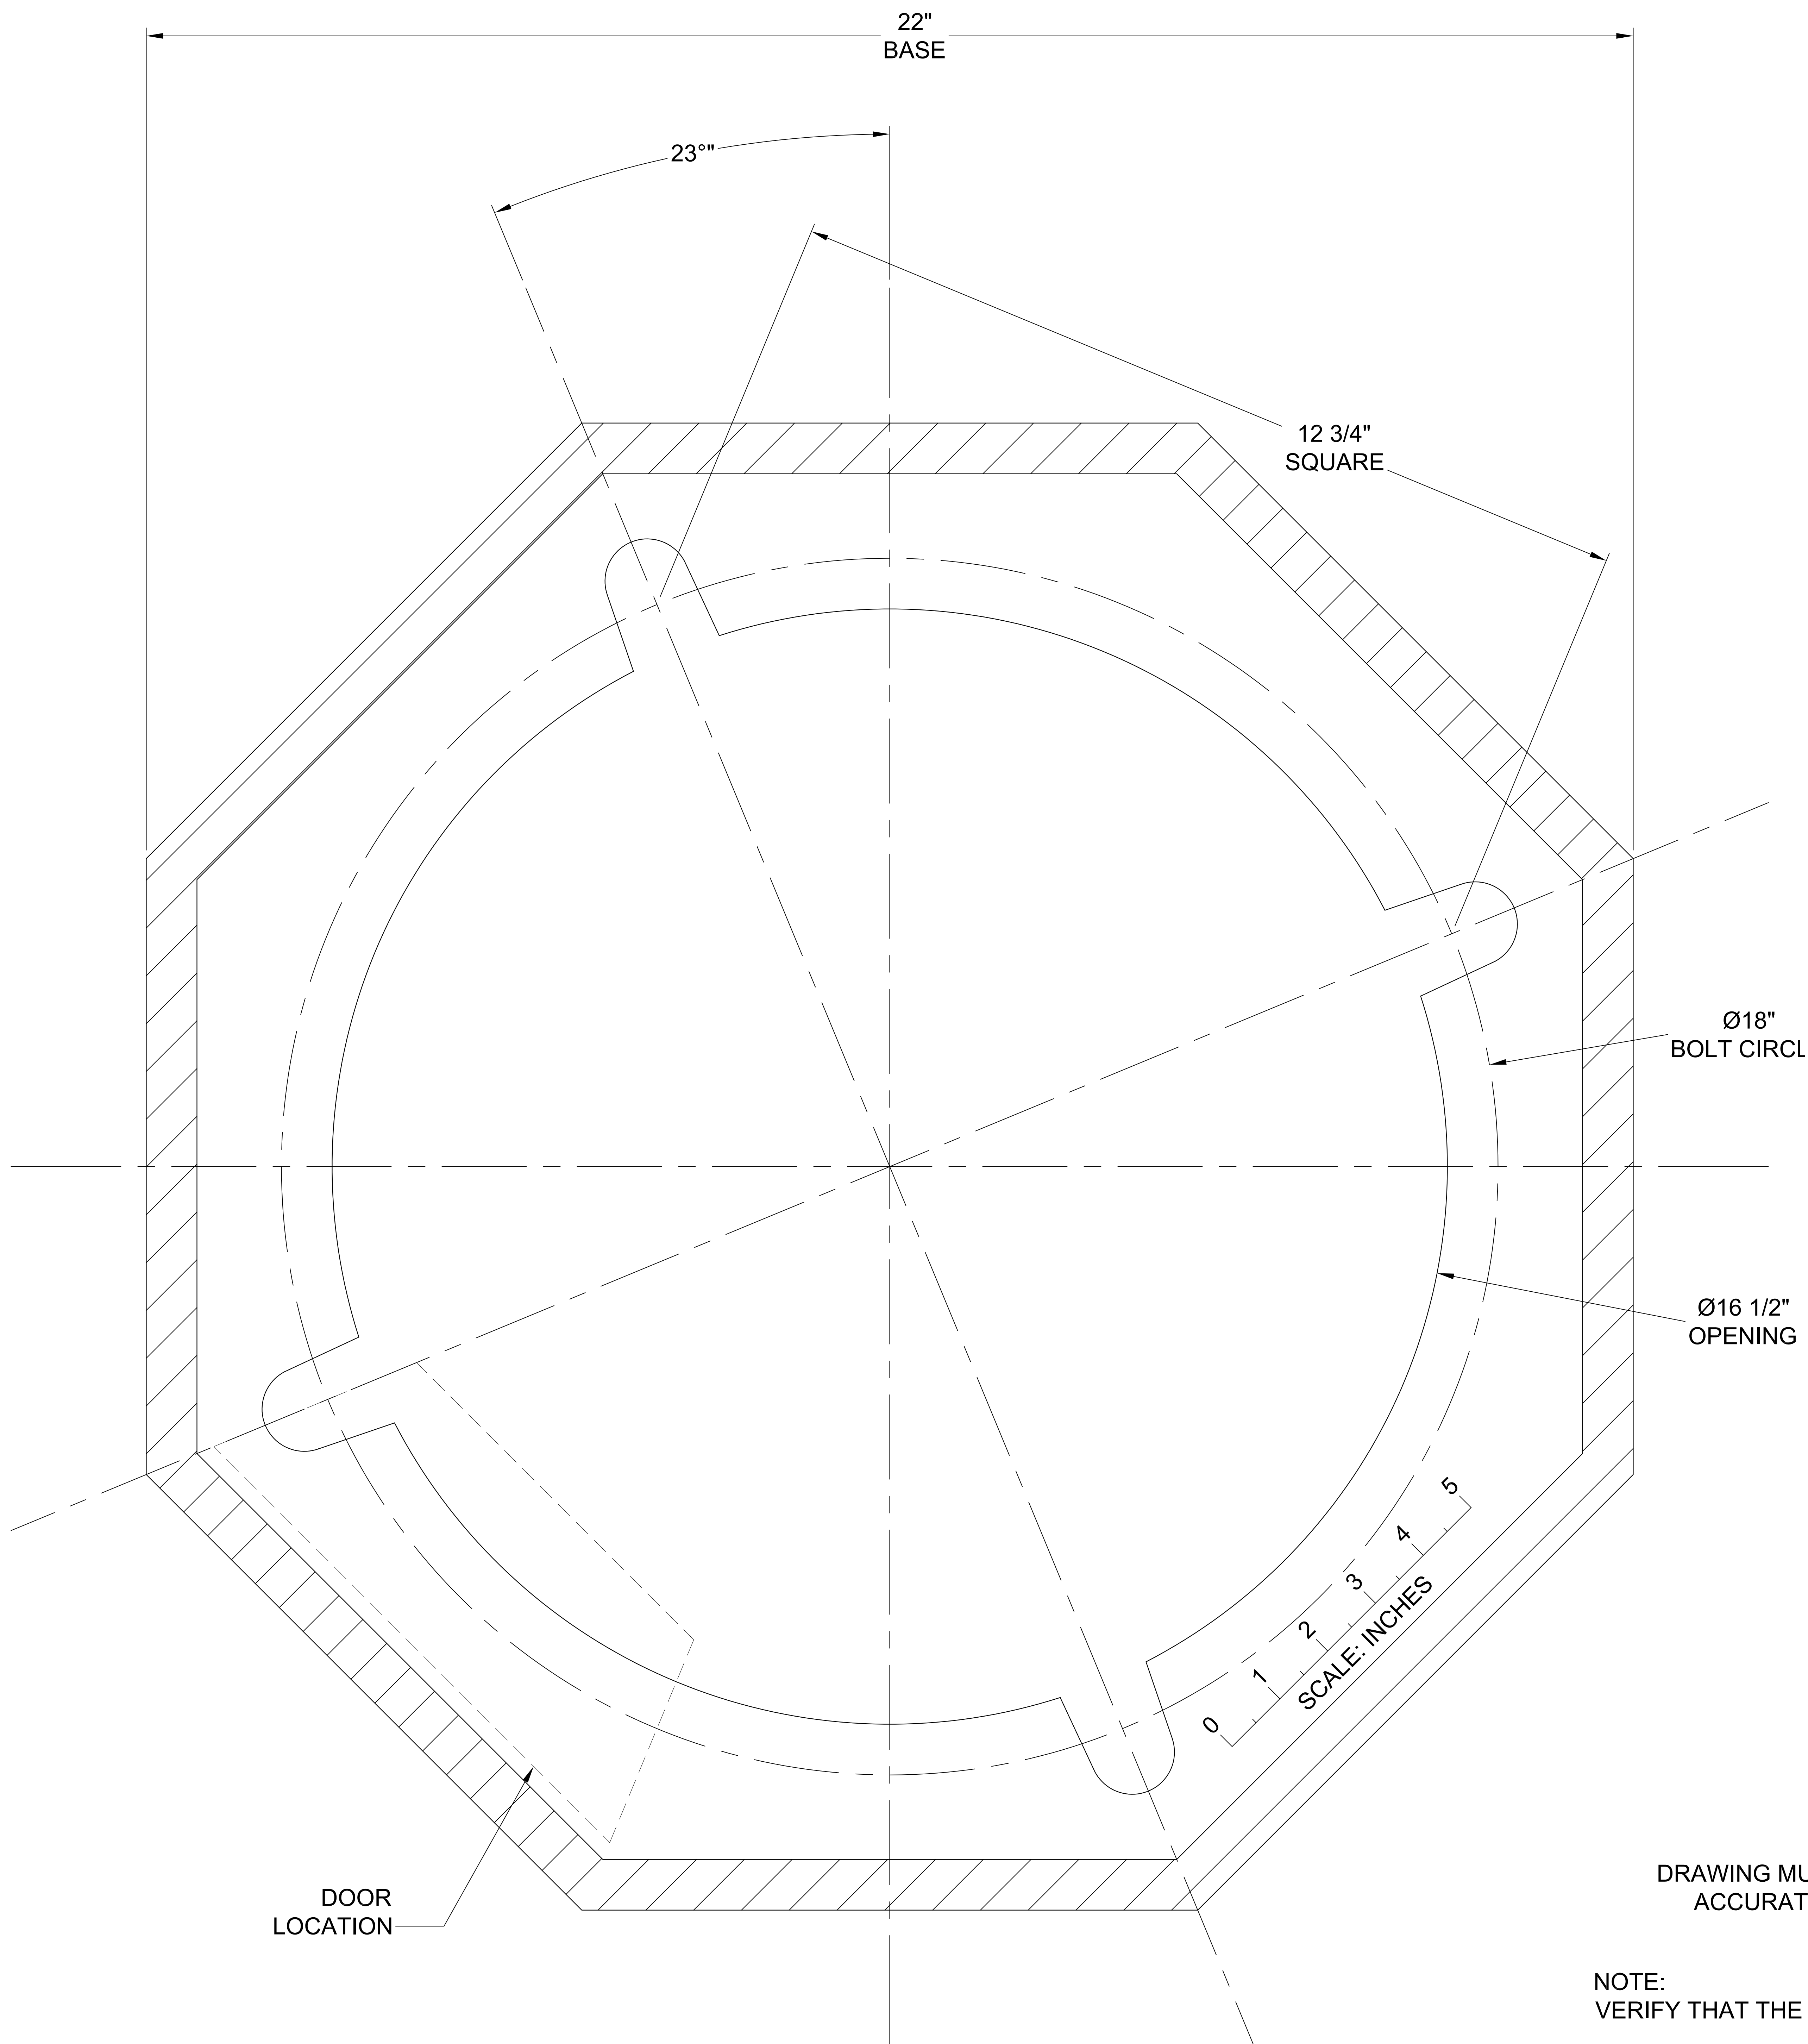 22"
BASE
23°"
12 3/4"
SQUARE
Ø18"
BOLT CIRCL
Ø16 1/2"
OPENING
0 1 2 3 4 5
SCALE: INCHES
DOOR
LOCATION
DRAWING MU
ACCURAT
NOTE:
VERIFY THAT THE